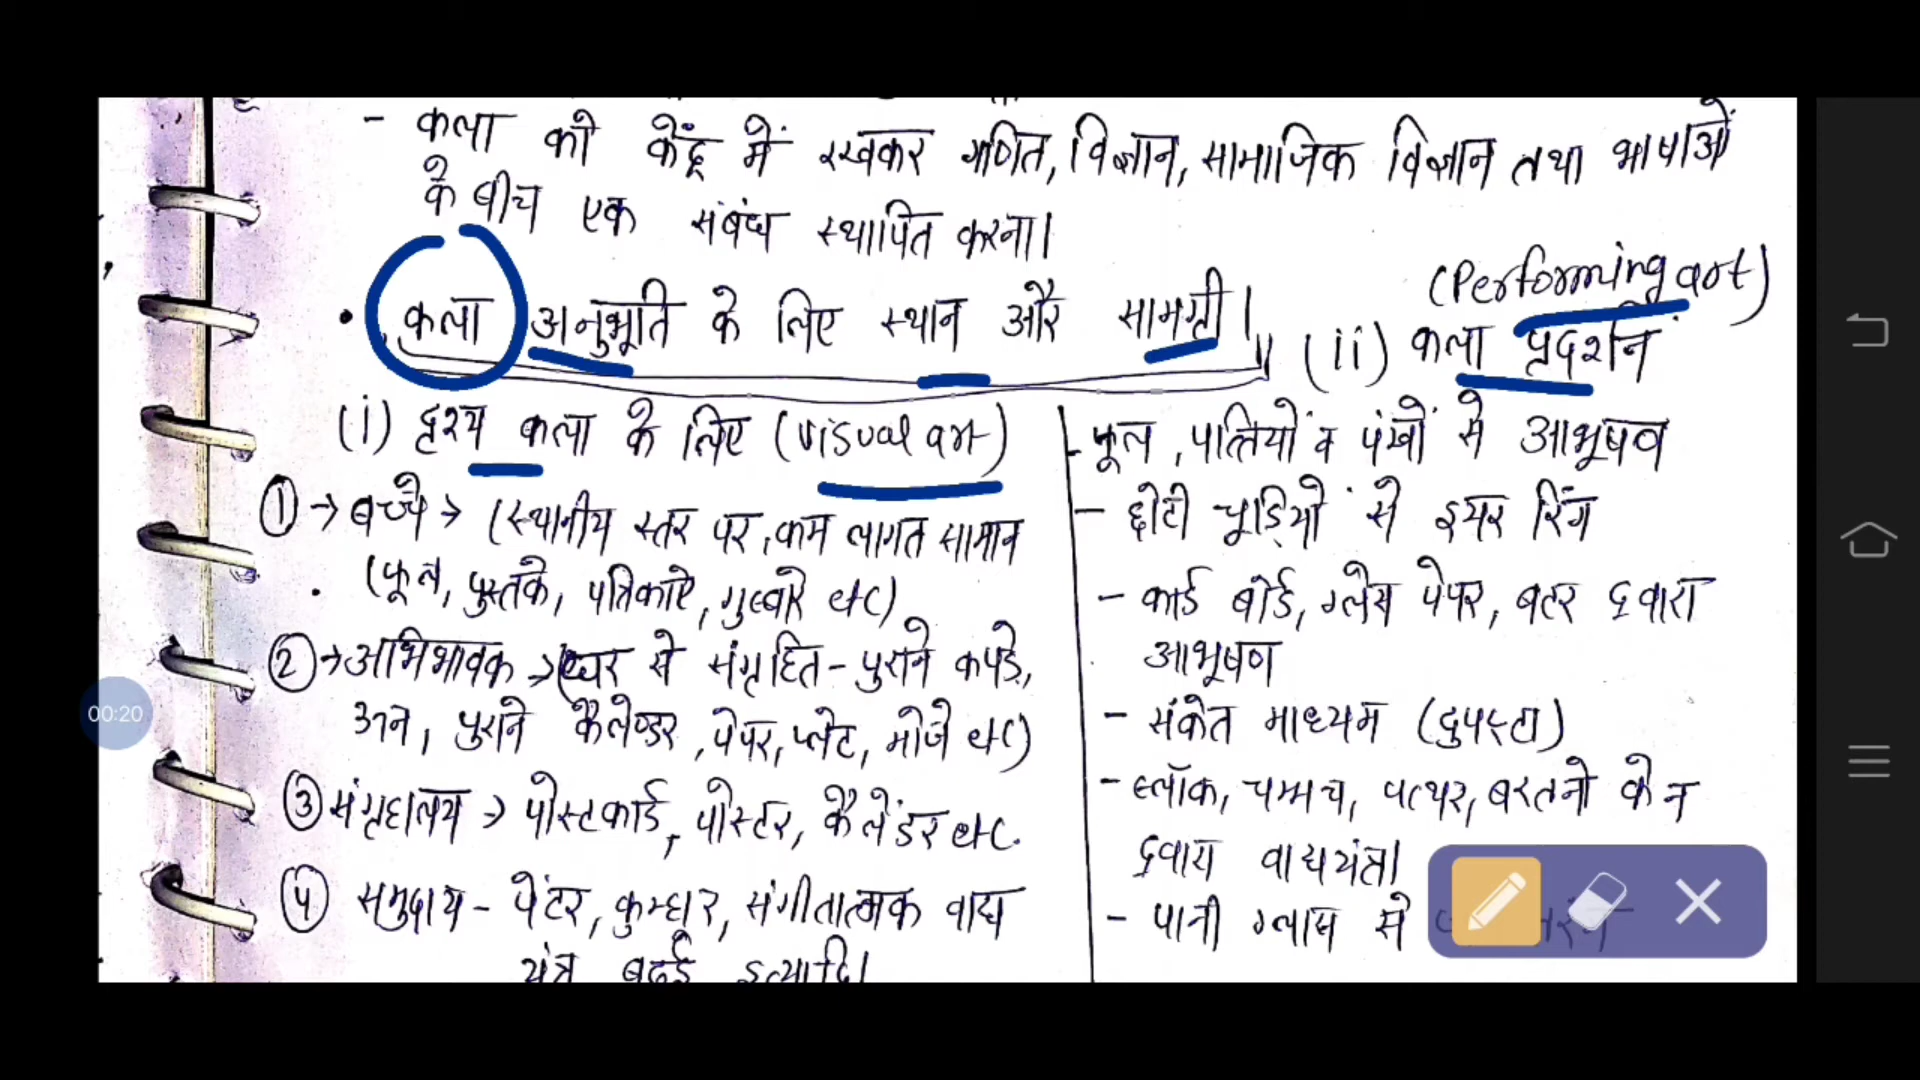 - कला को केंद्र में रखकर गणित, विज्ञान, सामाजिक विज्ञान तथा भाषाओं
के बीच एक संबंध स्थापित करना।
• कला अनुभूति के लिए स्थान और सामग्री।
(i) दृश्य कला के लिए (visual art)
① → बच्चे → (स्थानीय स्तर पर, कम लागत सामान
(फूल, पुस्तकें, पत्रिकाऐं, गुब्बारे etc)
② → अभिभावक → (घर से संग्रहित - पुराने कपड़े,
ऊन, पुराने कैलेण्डर, पेपर, प्लेट, मोजे etc)
③ संग्रहालय → पोस्टकार्ड, पोस्टर, कैलेंडर etc.
④ समुदाय - पेंटर, कुम्हार, संगीतात्मक वाद्य
यंत्र बढई इत्यादि।
(Performing art)
(ii) कला प्रदर्शन
- फूल, पत्तियों व पंखों से आभूषण
- छोटी चूड़ियों से इयर रिंग
- कार्ड बोर्ड, ग्लेस पेपर, बटर द्वारा
आभूषण
- संकेत माध्यम (दुपट्टा)
- ब्लॉक, चम्मच, पत्थर, बरतनो के
द्वारा वाद्ययंत्र।
- पानी ग्लास से
00:20